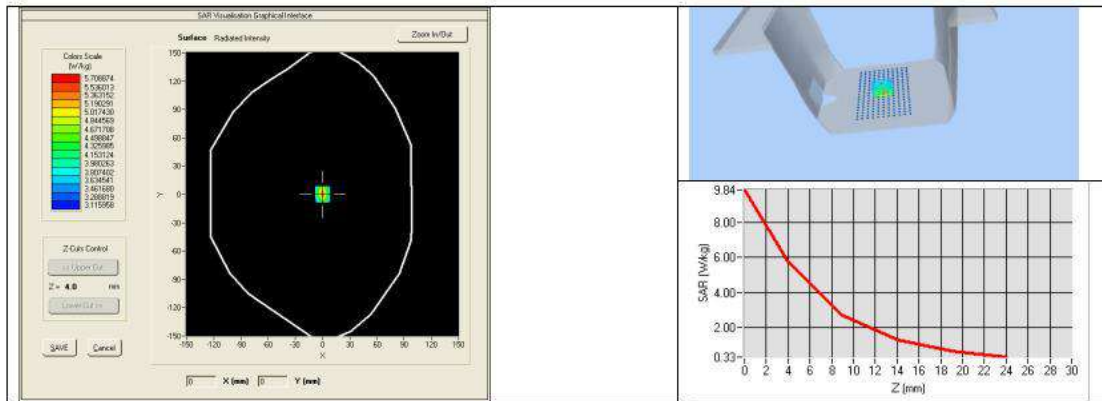 SAR Visualisation Graphical Interface
Surface Radiated Intensity
Zoom In/Out
Colors Scale
(W/kg)
5.708874
5.536013
5.363152
5.190291
5.017430
4.844569
4.671708
4.498847
4.325985
4.153124
3.980263
3.807402
3.634541
3.461680
3.288819
3.115958
Z-Cuts Control
<< Upper Cut
Z = 4.0 mm
Lower Cut >>
SAVE Cancel
150
120
90
60
30
0
-30
-60
-90
-120
-150
Y
-150 -120 -90 -60 -30 0 30 60 90 120 150
X
0 X (mm) 0 Y (mm)
9.84
8.00
6.00
4.00
2.00
0.33
SAR (W/kg)
0 2 4 6 8 10 12 14 16 18 20 22 24 26 28 30
Z (mm)